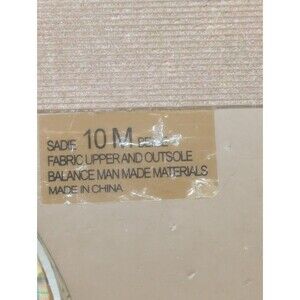 SADIE 10 M
FABRIC UPPER AND OUTSOLE
BALANCE MAN MADE MATERIALS
MADE IN CHINA